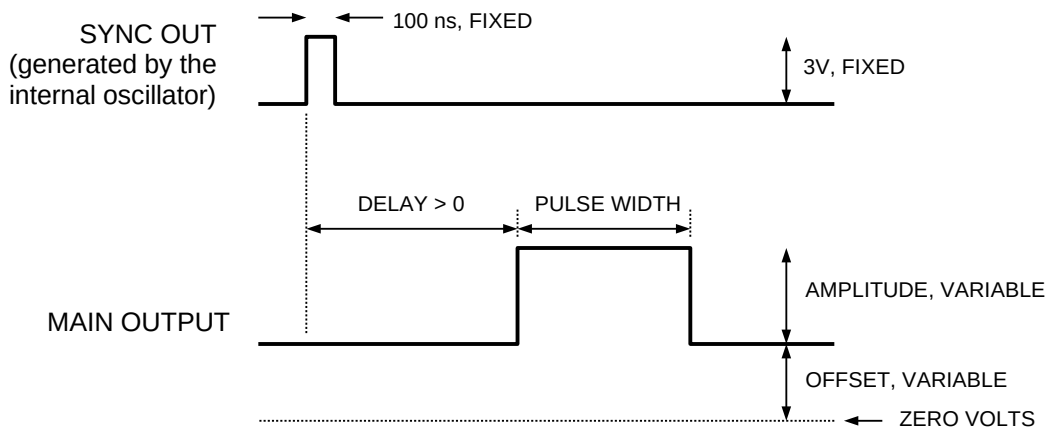 100 ns, FIXED
SYNC OUT
(generated by the
internal oscillator)
3V, FIXED
DELAY > 0
PULSE WIDTH
AMPLITUDE, VARIABLE
MAIN OUTPUT
OFFSET, VARIABLE
ZERO VOLTS